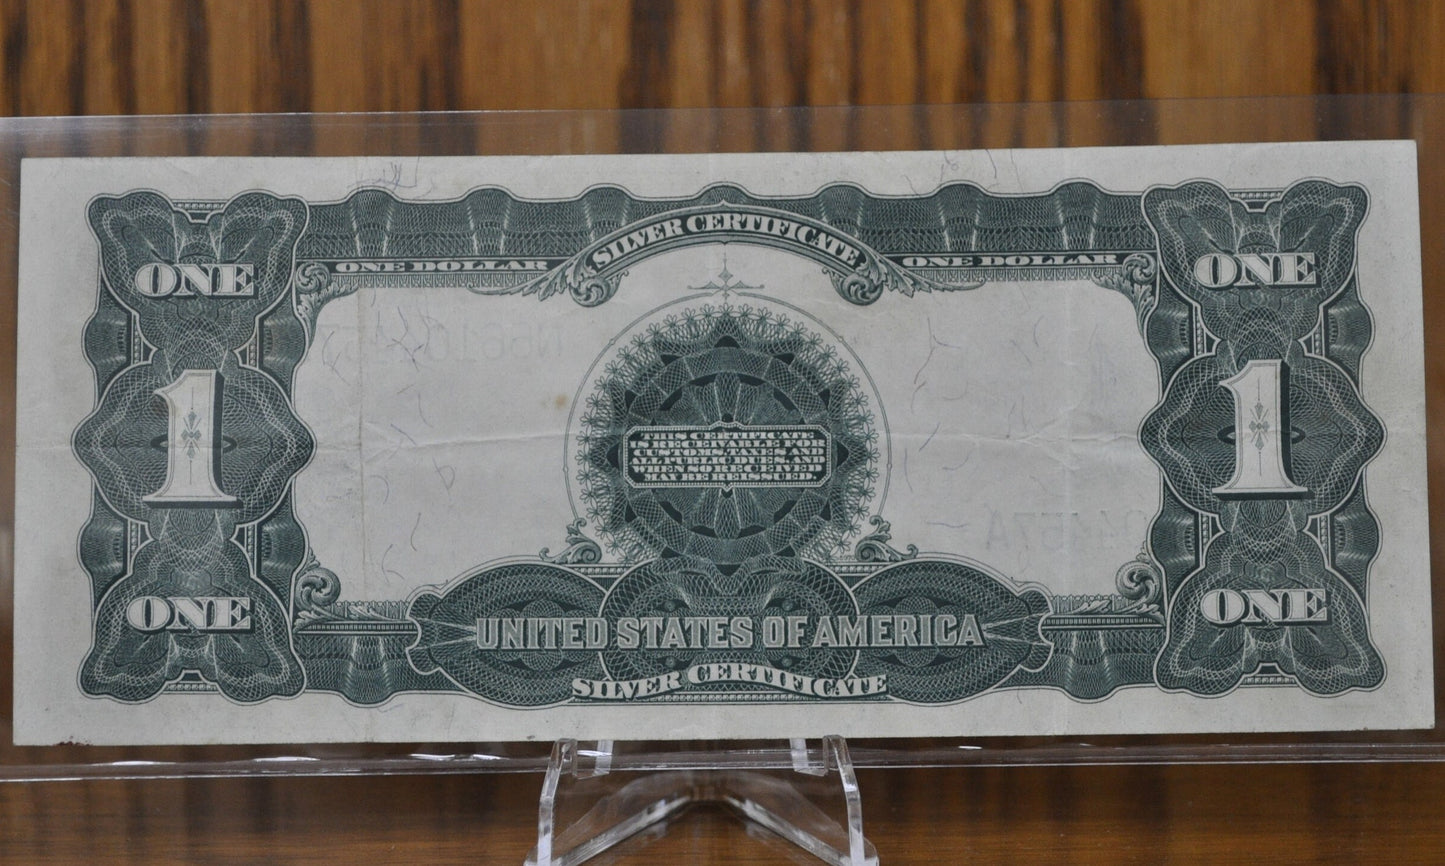 SILVER CERTIFICATE
ONE DOLLAR ONE DOLLAR
ONE ONE
1 1
THIS CERTIFICATE
IS RECEIVABLE FOR
CUSTOMS, TAXES AND
ALL PUBLIC DUES, AND
WHEN SO RECEIVED
MAY BE REISSUED.
ONE ONE
UNITED STATES OF AMERICA
SILVER CERTIFICATE